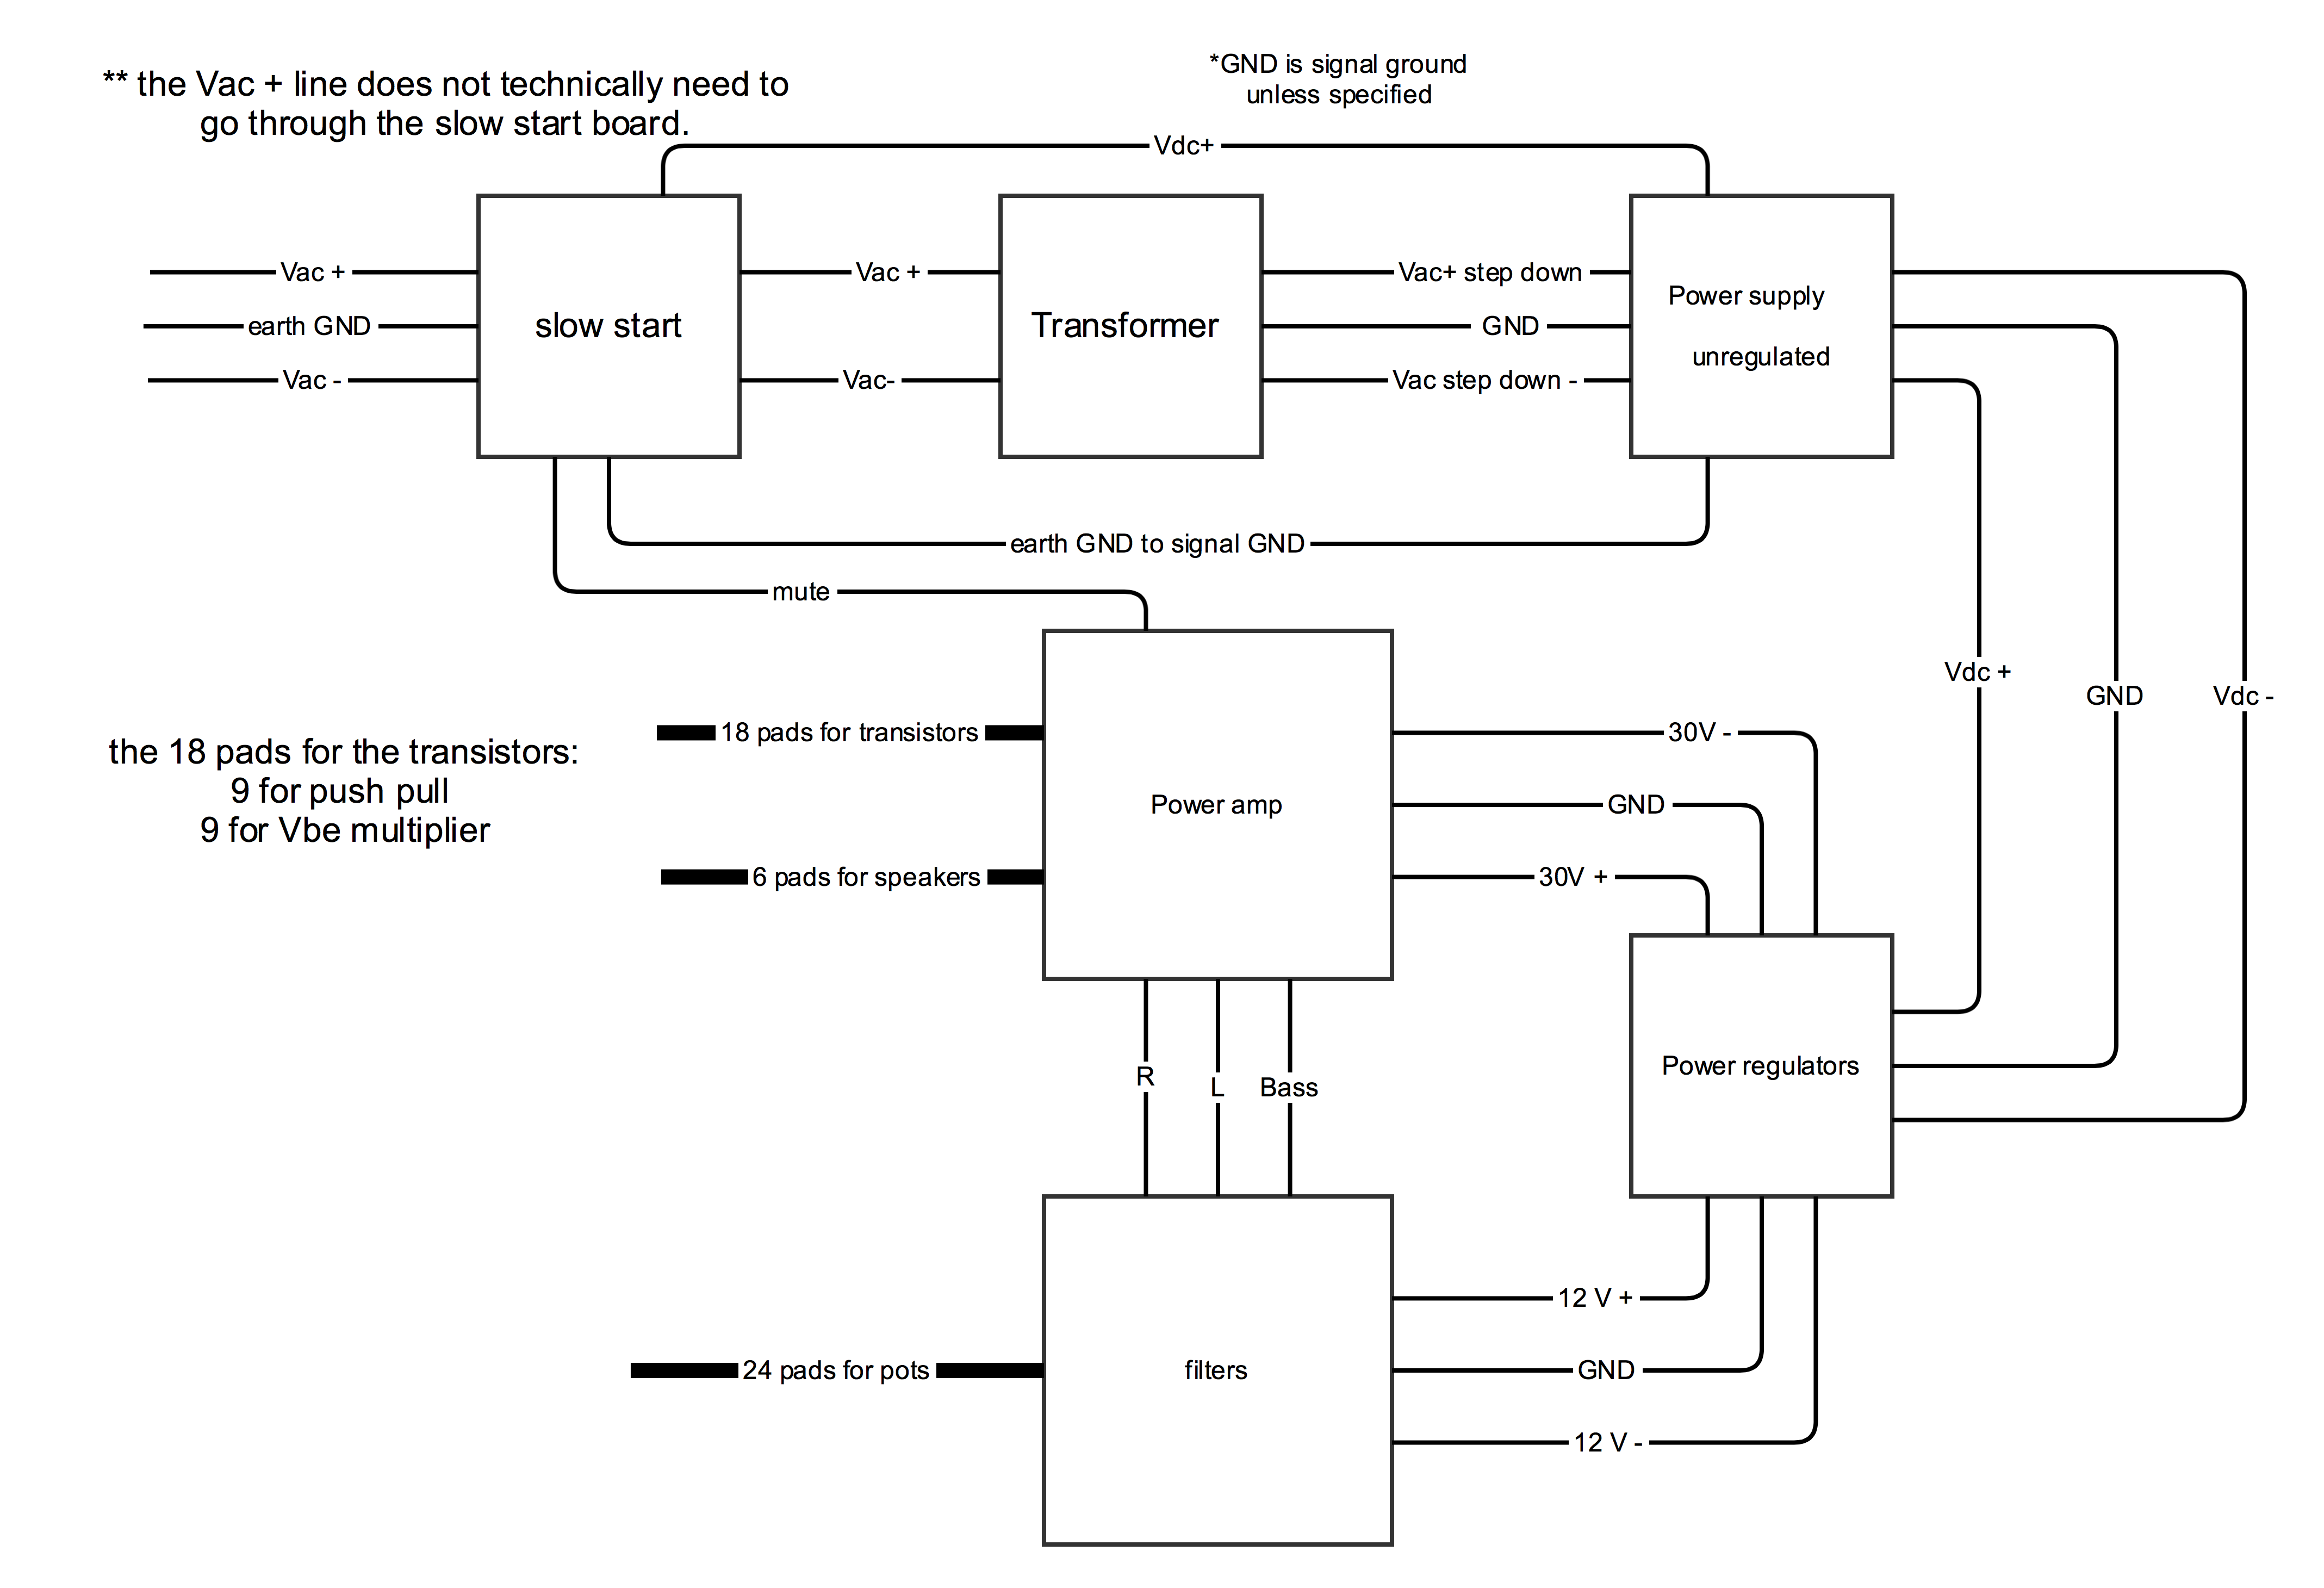 ** the Vac + line does not technically need to
go through the slow start board.
*GND is signal ground
unless specified
Vdc+
Vac +
earth GND
Vac -
slow start
Vac +
Vac-
Transformer
Vac+ step down
GND
Vac step down -
Power supply
unregulated
earth GND to signal GND
mute
Vdc +
GND
Vdc -
the 18 pads for the transistors:
9 for push pull
9 for Vbe multiplier
18 pads for transistors
6 pads for speakers
Power amp
30V -
GND
30V +
Power regulators
R
L
Bass
24 pads for pots
filters
12 V +
GND
12 V -